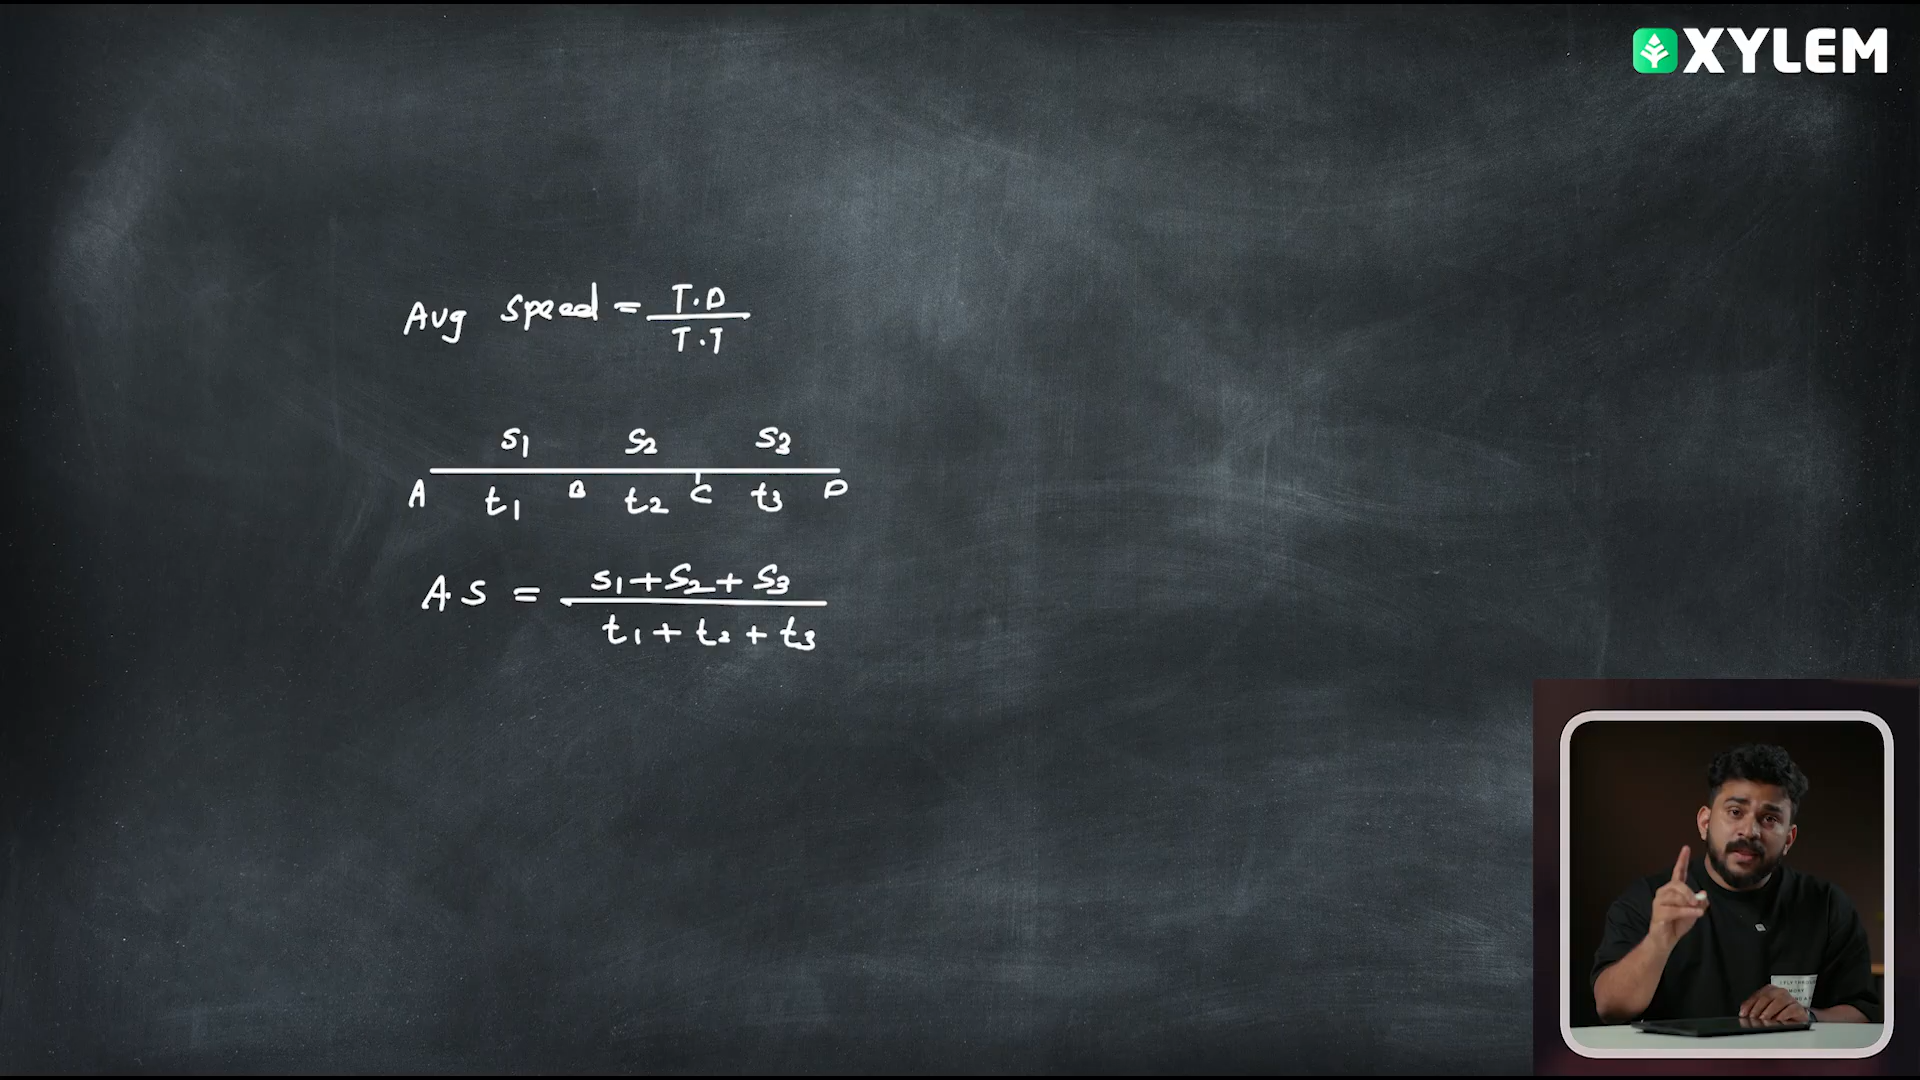 XYLEM
Avg speed = T.D
T.T
S1 S2 S3
A t1 B t2 C t3 D
A.S = S1+S2+S3
t1 + t2 + t3